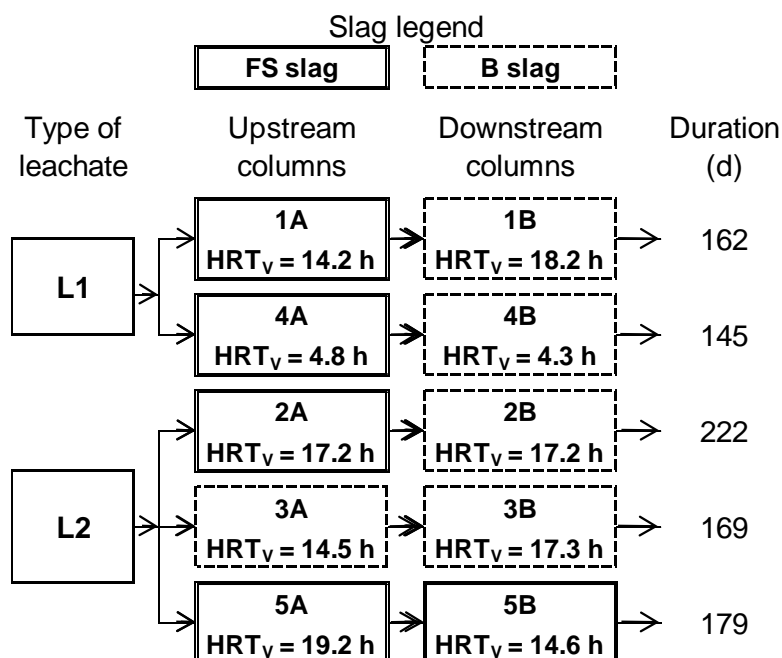 Slag legend
FS slag B slag
Type of leachate Upstream columns Downstream columns Duration (d)
L1
1A 1B
HRTV = 14.2 h HRTV = 18.2 h 162
4A 4B
HRTV = 4.8 h HRTV = 4.3 h 145
L2
2A 2B
HRTV = 17.2 h HRTV = 17.2 h 222
3A 3B
HRTV = 14.5 h HRTV = 17.3 h 169
5A 5B
HRTV = 19.2 h HRTV = 14.6 h 179